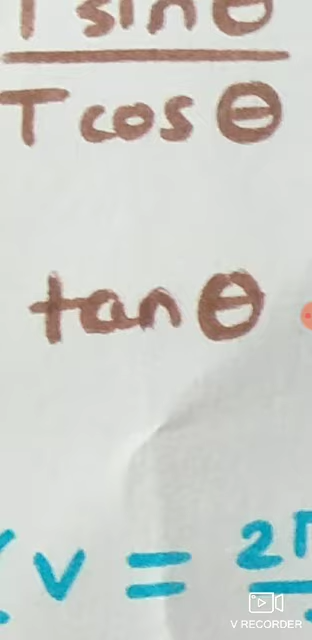 T sin θ
T cos θ
tan θ
(v = 2
V RECORDER